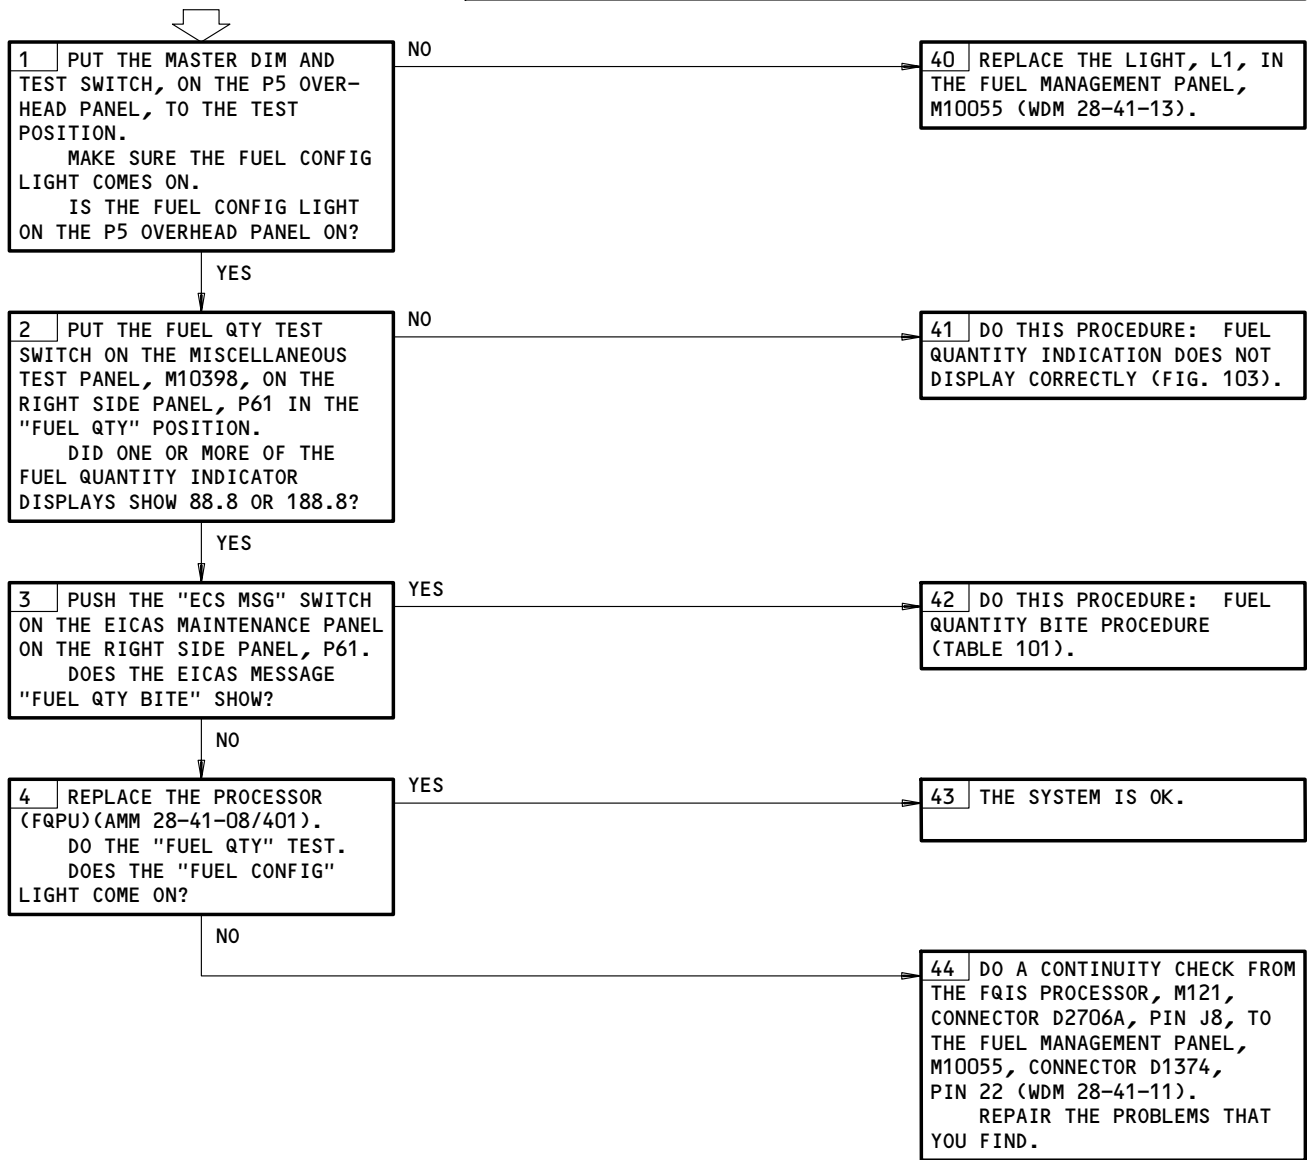 1 PUT THE MASTER DIM AND
TEST SWITCH, ON THE P5 OVER-
HEAD PANEL, TO THE TEST
POSITION.
MAKE SURE THE FUEL CONFIG
LIGHT COMES ON.
IS THE FUEL CONFIG LIGHT
ON THE P5 OVERHEAD PANEL ON?
NO
40 REPLACE THE LIGHT, L1, IN
THE FUEL MANAGEMENT PANEL,
M10055 (WDM 28-41-13).
YES
2 PUT THE FUEL QTY TEST
SWITCH ON THE MISCELLANEOUS
TEST PANEL, M10398, ON THE
RIGHT SIDE PANEL, P61 IN THE
"FUEL QTY" POSITION.
DID ONE OR MORE OF THE
FUEL QUANTITY INDICATOR
DISPLAYS SHOW 88.8 OR 188.8?
NO
41 DO THIS PROCEDURE: FUEL
QUANTITY INDICATION DOES NOT
DISPLAY CORRECTLY (FIG. 103).
YES
3 PUSH THE "ECS MSG" SWITCH
ON THE EICAS MAINTENANCE PANEL
ON THE RIGHT SIDE PANEL, P61.
DOES THE EICAS MESSAGE
"FUEL QTY BITE" SHOW?
YES
42 DO THIS PROCEDURE: FUEL
QUANTITY BITE PROCEDURE
(TABLE 101).
NO
4 REPLACE THE PROCESSOR
(FQPU)(AMM 28-41-08/401).
DO THE "FUEL QTY" TEST.
DOES THE "FUEL CONFIG"
LIGHT COME ON?
YES
43 THE SYSTEM IS OK.
NO
44 DO A CONTINUITY CHECK FROM
THE FQIS PROCESSOR, M121,
CONNECTOR D2706A, PIN J8, TO
THE FUEL MANAGEMENT PANEL,
M10055, CONNECTOR D1374,
PIN 22 (WDM 28-41-11).
REPAIR THE PROBLEMS THAT
YOU FIND.